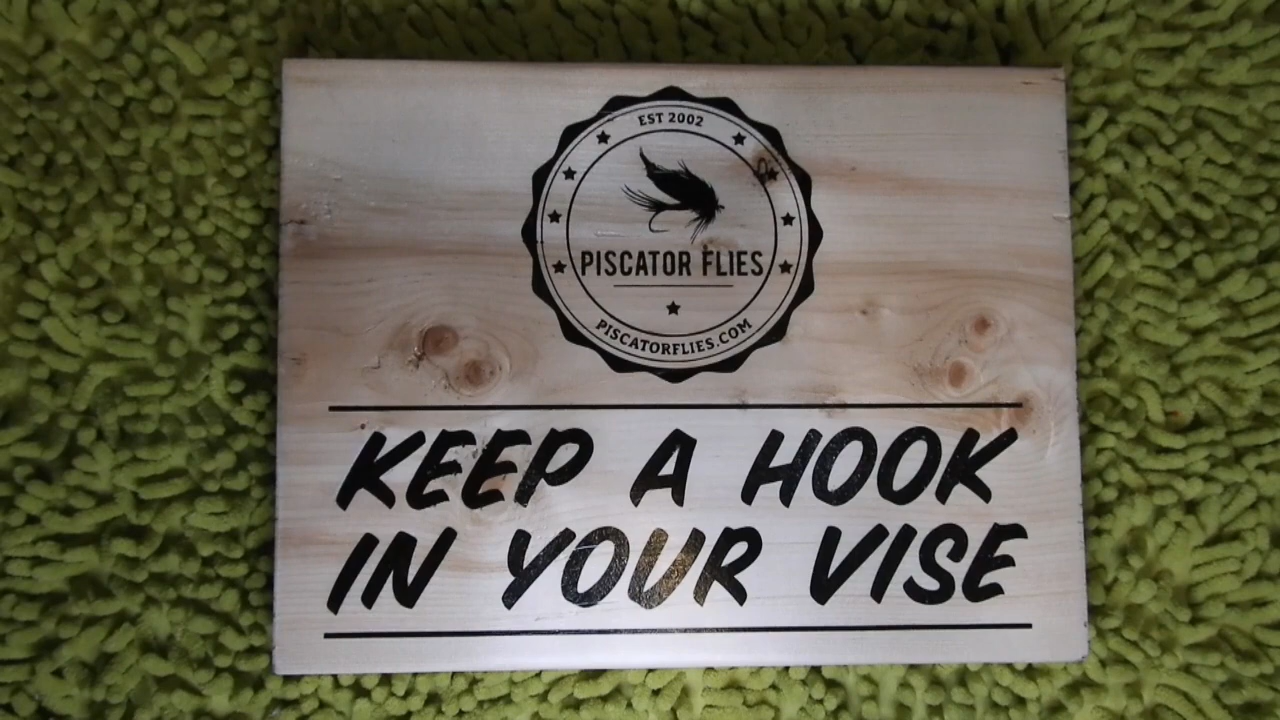 EST 2002
PISCATOR FLIES
PISCATORFLIES.COM
KEEP A HOOK
IN YOUR VISE